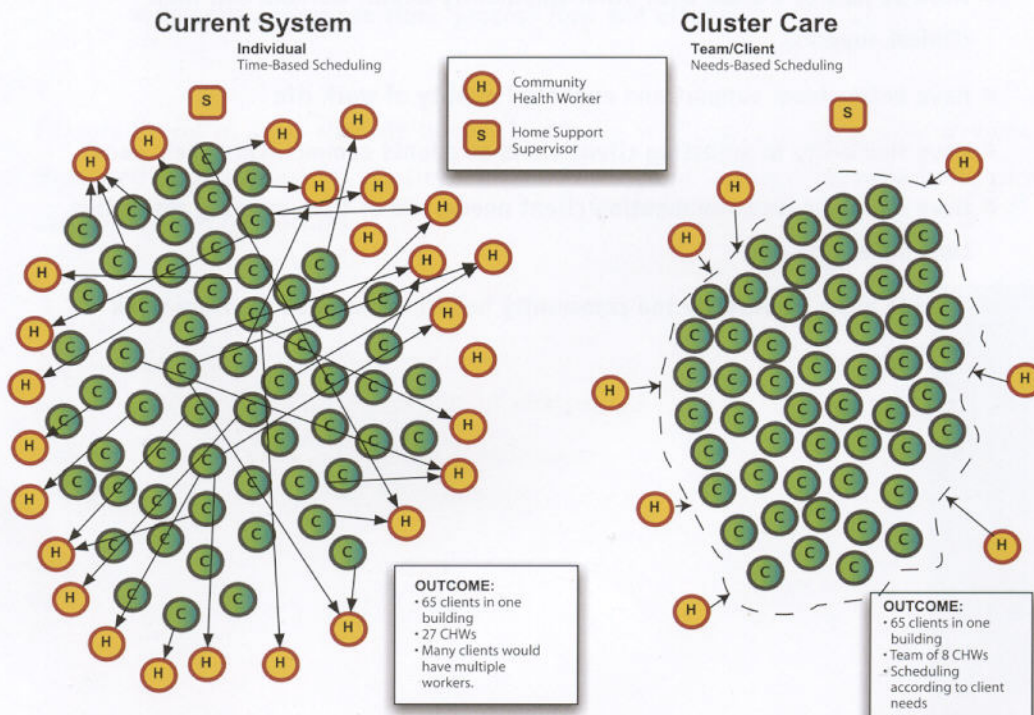 Current System
Individual
Time-Based Scheduling
H Community
Health Worker
S Home Support
Supervisor
Cluster Care
Team/Client
Needs-Based Scheduling
S
H
H H
H C
C C C H H
C C C H
C C H
C C C C H H
H C C
C C C C C C H
H C C C C H
H C C C C C
C C C C C
H C C C C H
C C C
C C C C C H
H C C C H
H C C C C
C C
H C C
C H
H
H H H
OUTCOME:
• 65 clients in one
building
• 27 CHWs
• Many clients would
have multiple
workers.
S
H H
C C
H C C C C
C C C C
C C C C C
C C C C C C
C C C C C
H C C C C C H
C C C C C
C C C C
C C C C
H C C C
C C C C H
C C C
H
OUTCOME:
• 65 clients in one
building
• Team of 8 CHWs
• Scheduling
according to client
needs